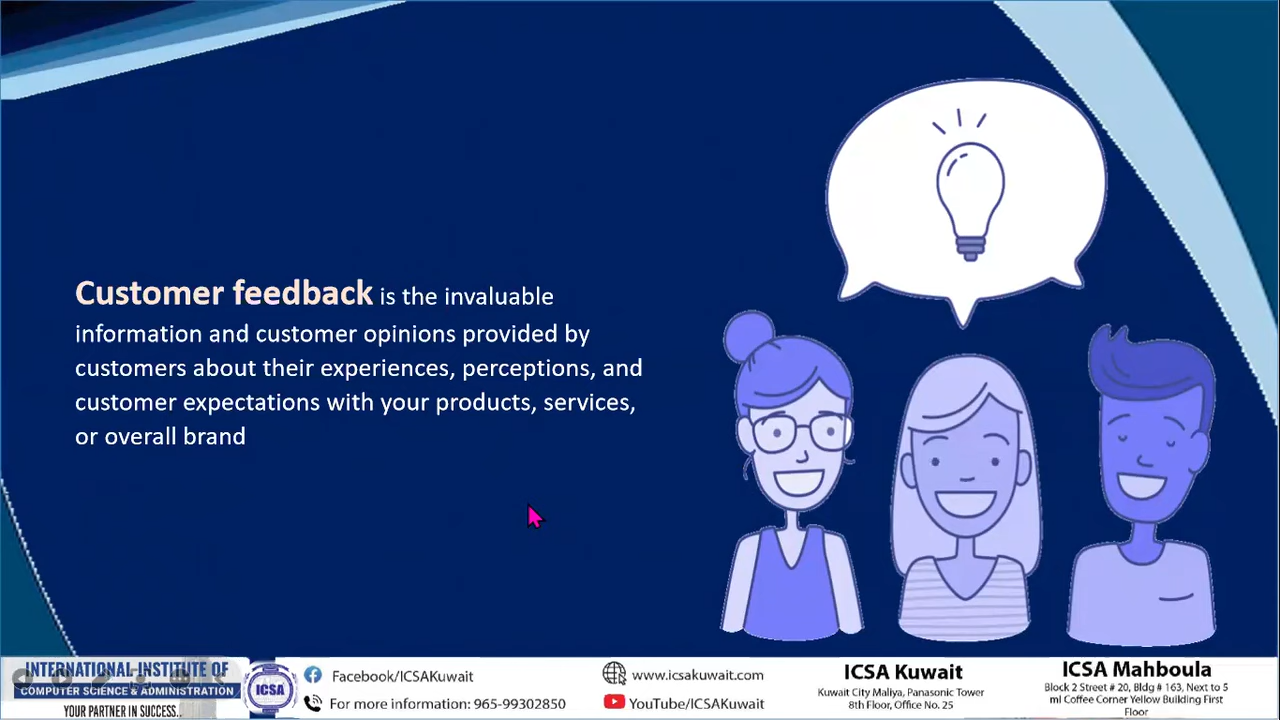 Customer feedback is the invaluable
information and customer opinions provided by
customers about their experiences, perceptions, and
customer expectations with your products, services,
or overall brand
INTERNATIONAL INSTITUTE OF
COMPUTER SCIENCE & ADMINISTRATION
YOUR PARTNER IN SUCCESS...
ICSA
Facebook/ICSAKuwait
For more information: 965-99302850
www.icsakuwait.com
YouTube/ICSAKuwait
ICSA Kuwait
Kuwait City Maliya, Panasonic Tower
8th Floor, Office No. 25
ICSA Mahboula
Block 2 Street # 20, Bldg # 163, Next to 5
ml Coffee Corner Yellow Building First
Floor